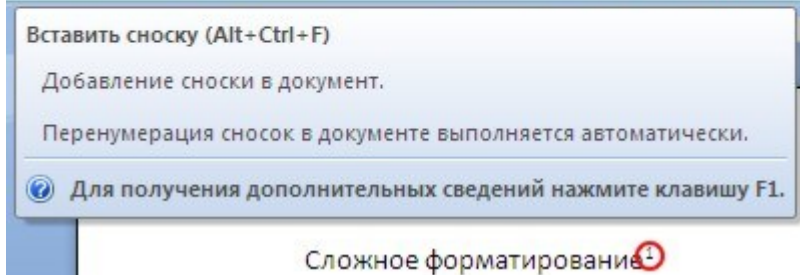 Вставить сноску (Alt+Ctrl+F)
Добавление сноски в документ.
Перенумерация сносок в документе выполняется автоматически.
Для получения дополнительных сведений нажмите клавишу F1.
Сложное форматирование¹